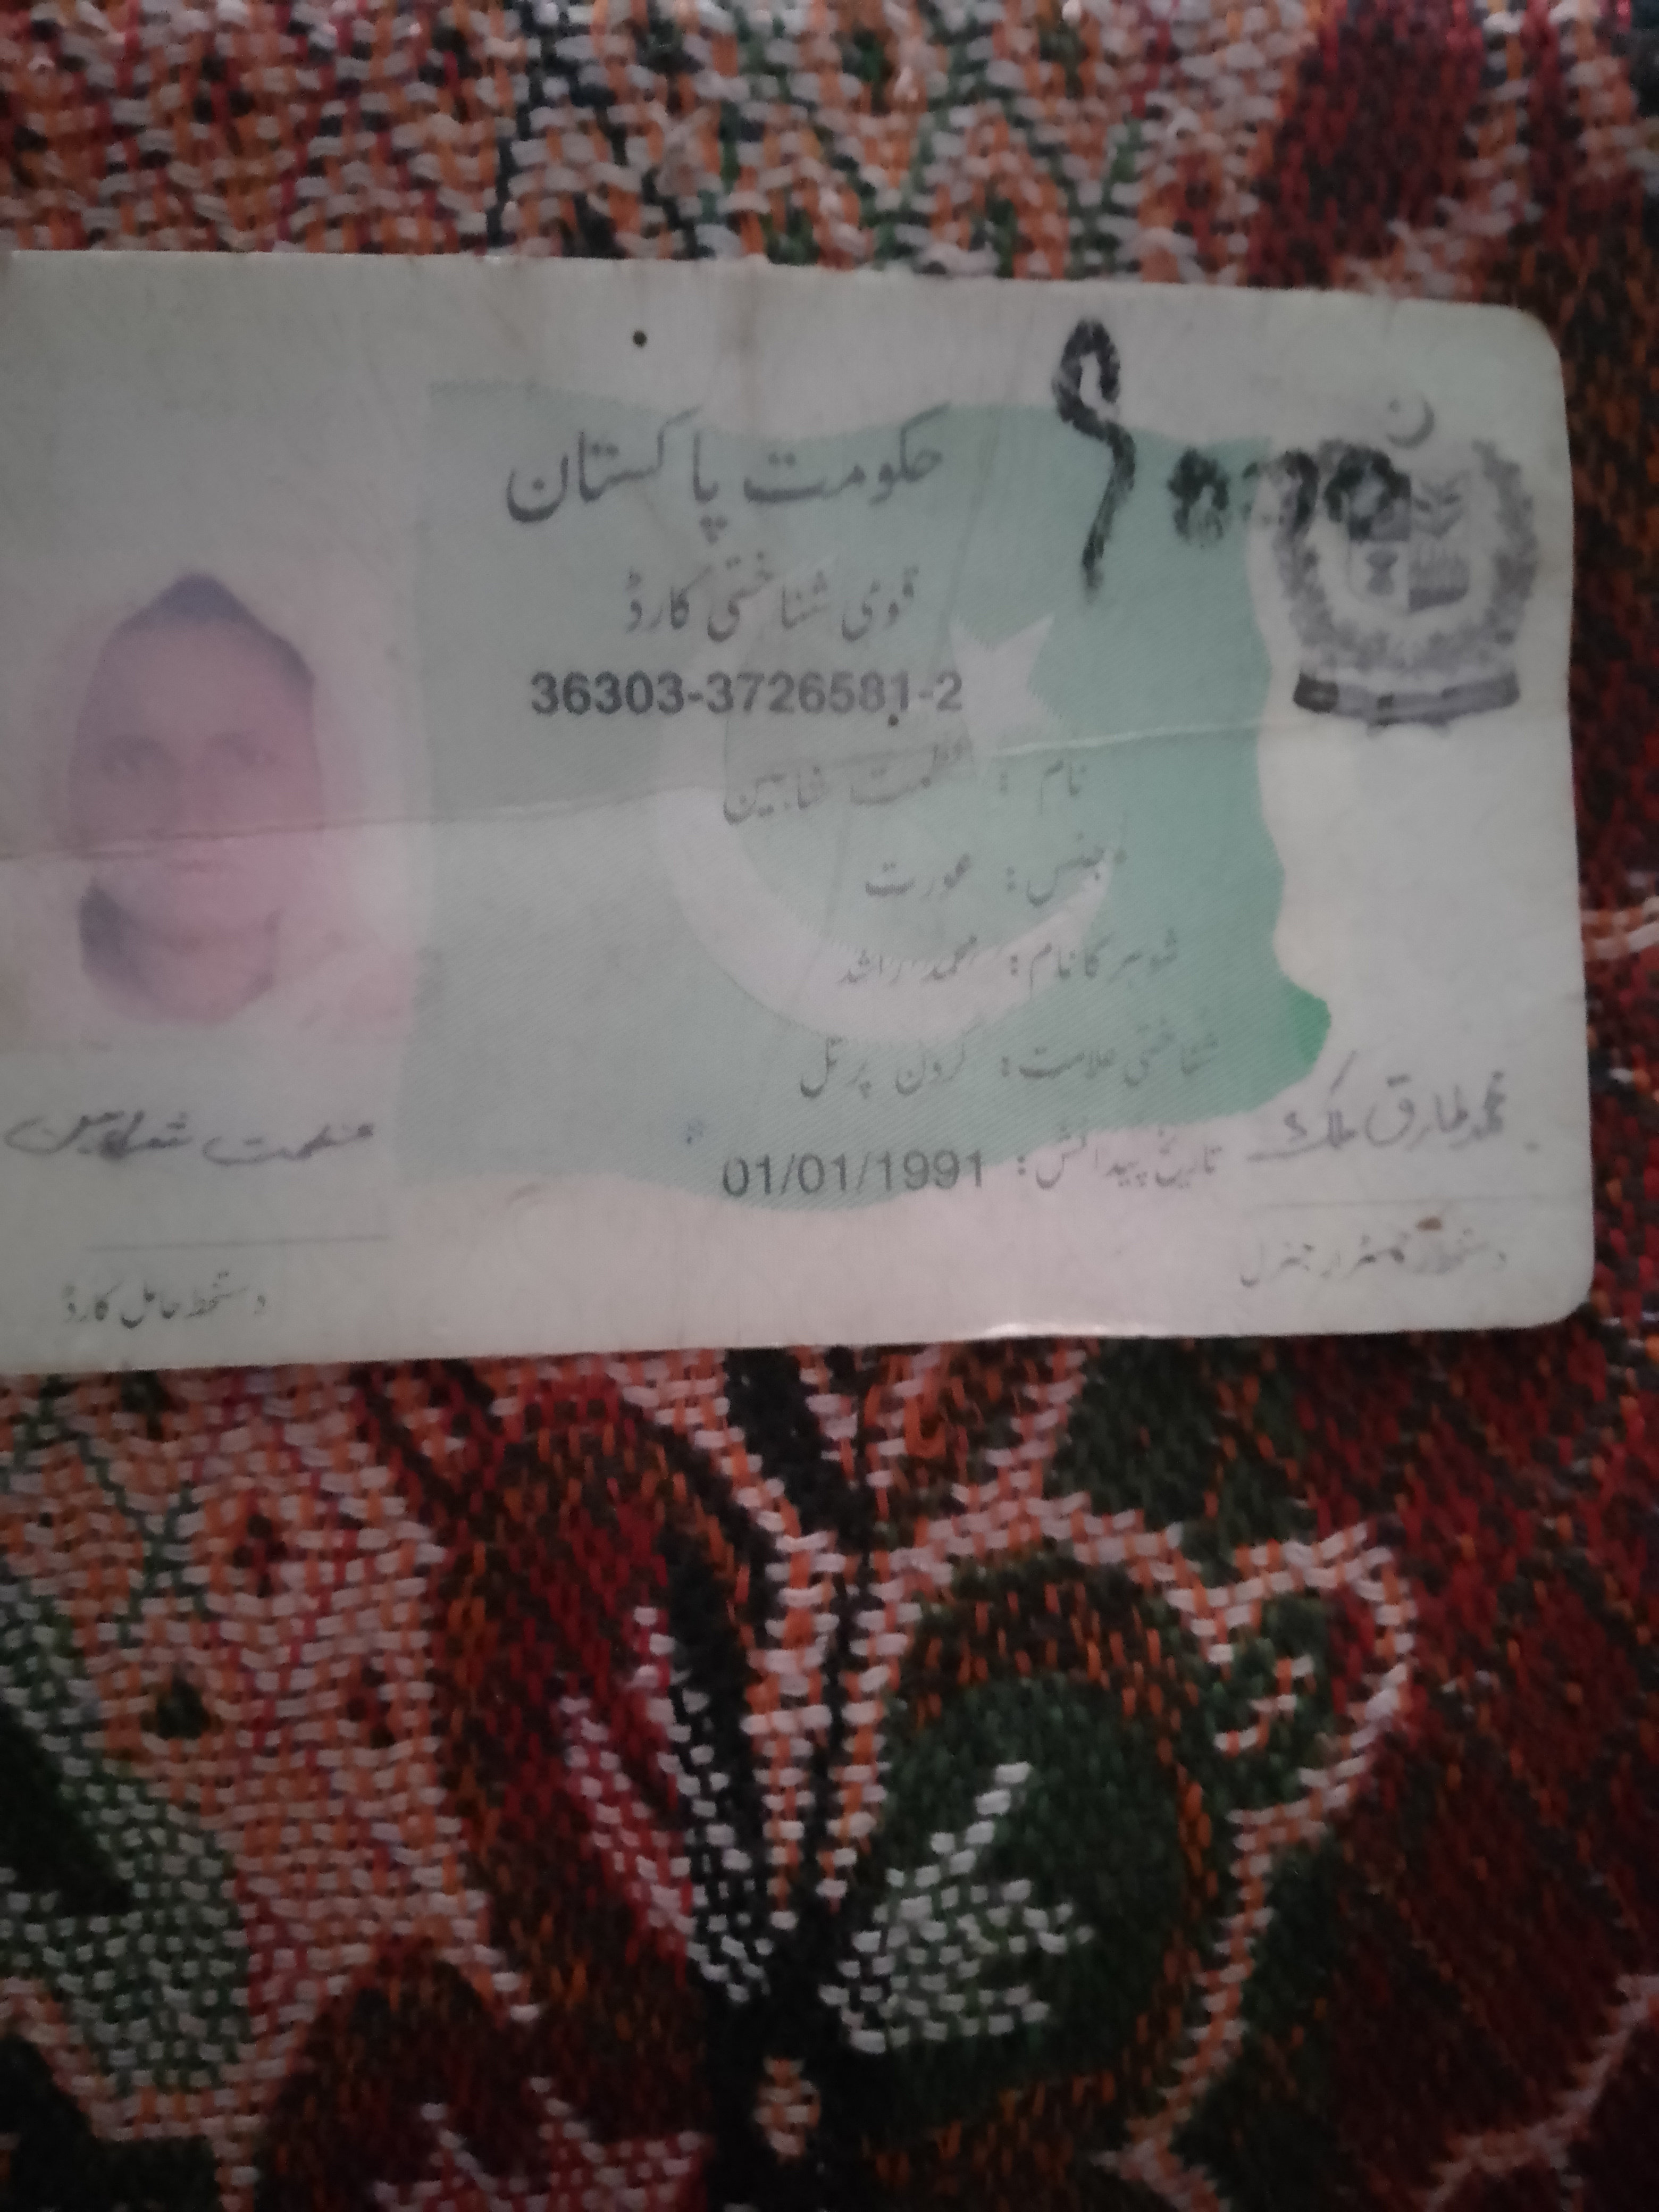 حکومت پاکستان
قومی شناختی کارڈ
36303-3726581-2
نام : عظمت شاہین
جنس : عورت
شوہر کا نام : محمد راشد
شناختی علامت : گردن پر تل
تاریخ پیدائش : 01/01/1991
عظمت شاہین
دستخط حامل کارڈ
محمد طارق ملک
دستخط رجسٹرار جنرل